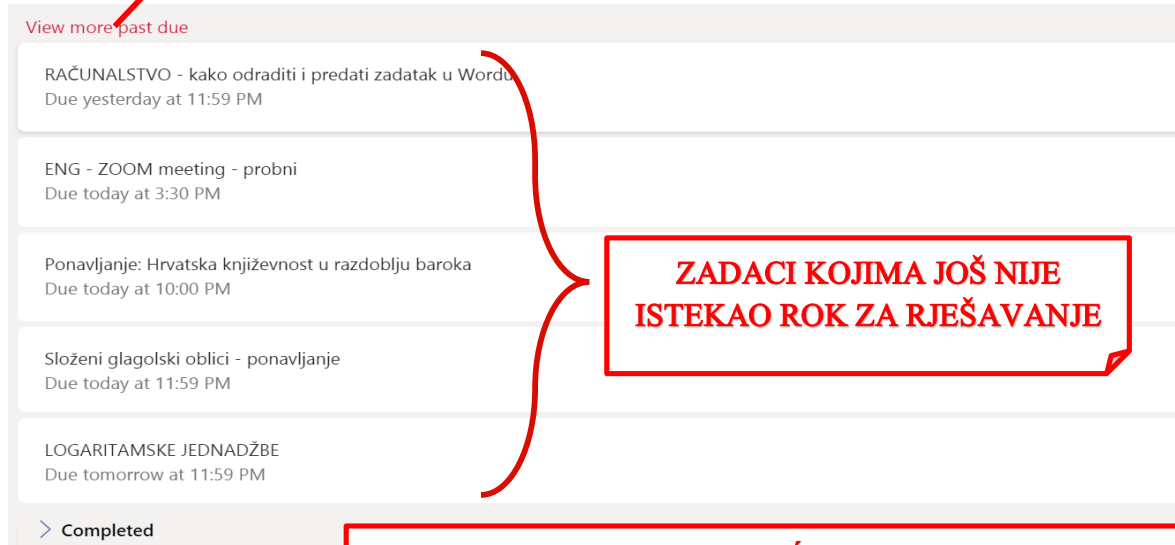 View more past due
RAČUNALSTVO - kako odraditi i predati zadatak u Wordu
Due yesterday at 11:59 PM
ENG - ZOOM meeting - probni
Due today at 3:30 PM
Ponavljanje: Hrvatska književnost u razdoblju baroka
Due today at 10:00 PM
ZADACI KOJIMA JOŠ NIJE
ISTEKAO ROK ZA RJEŠAVANJE
Složeni glagolski oblici - ponavljanje
Due today at 11:59 PM
LOGARITAMSKE JEDNADŽBE
Due tomorrow at 11:59 PM
Completed